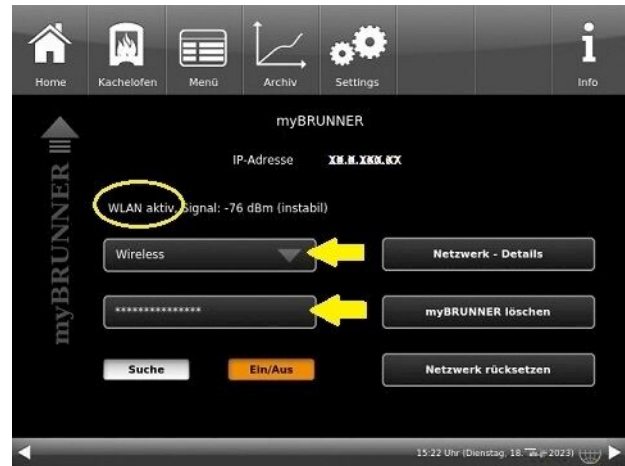 Home Kachelofen Menü Archiv Settings Info
myBRUNNER
IP-Adresse
WLAN aktiv, Signal: -76 dBm (instabil)
Wireless
Netzwerk - Details
***************
myBRUNNER löschen
Suche Ein/Aus Netzwerk rücksetzen
myBRUNNER
15:22 Uhr (Dienstag, 18. 2023)